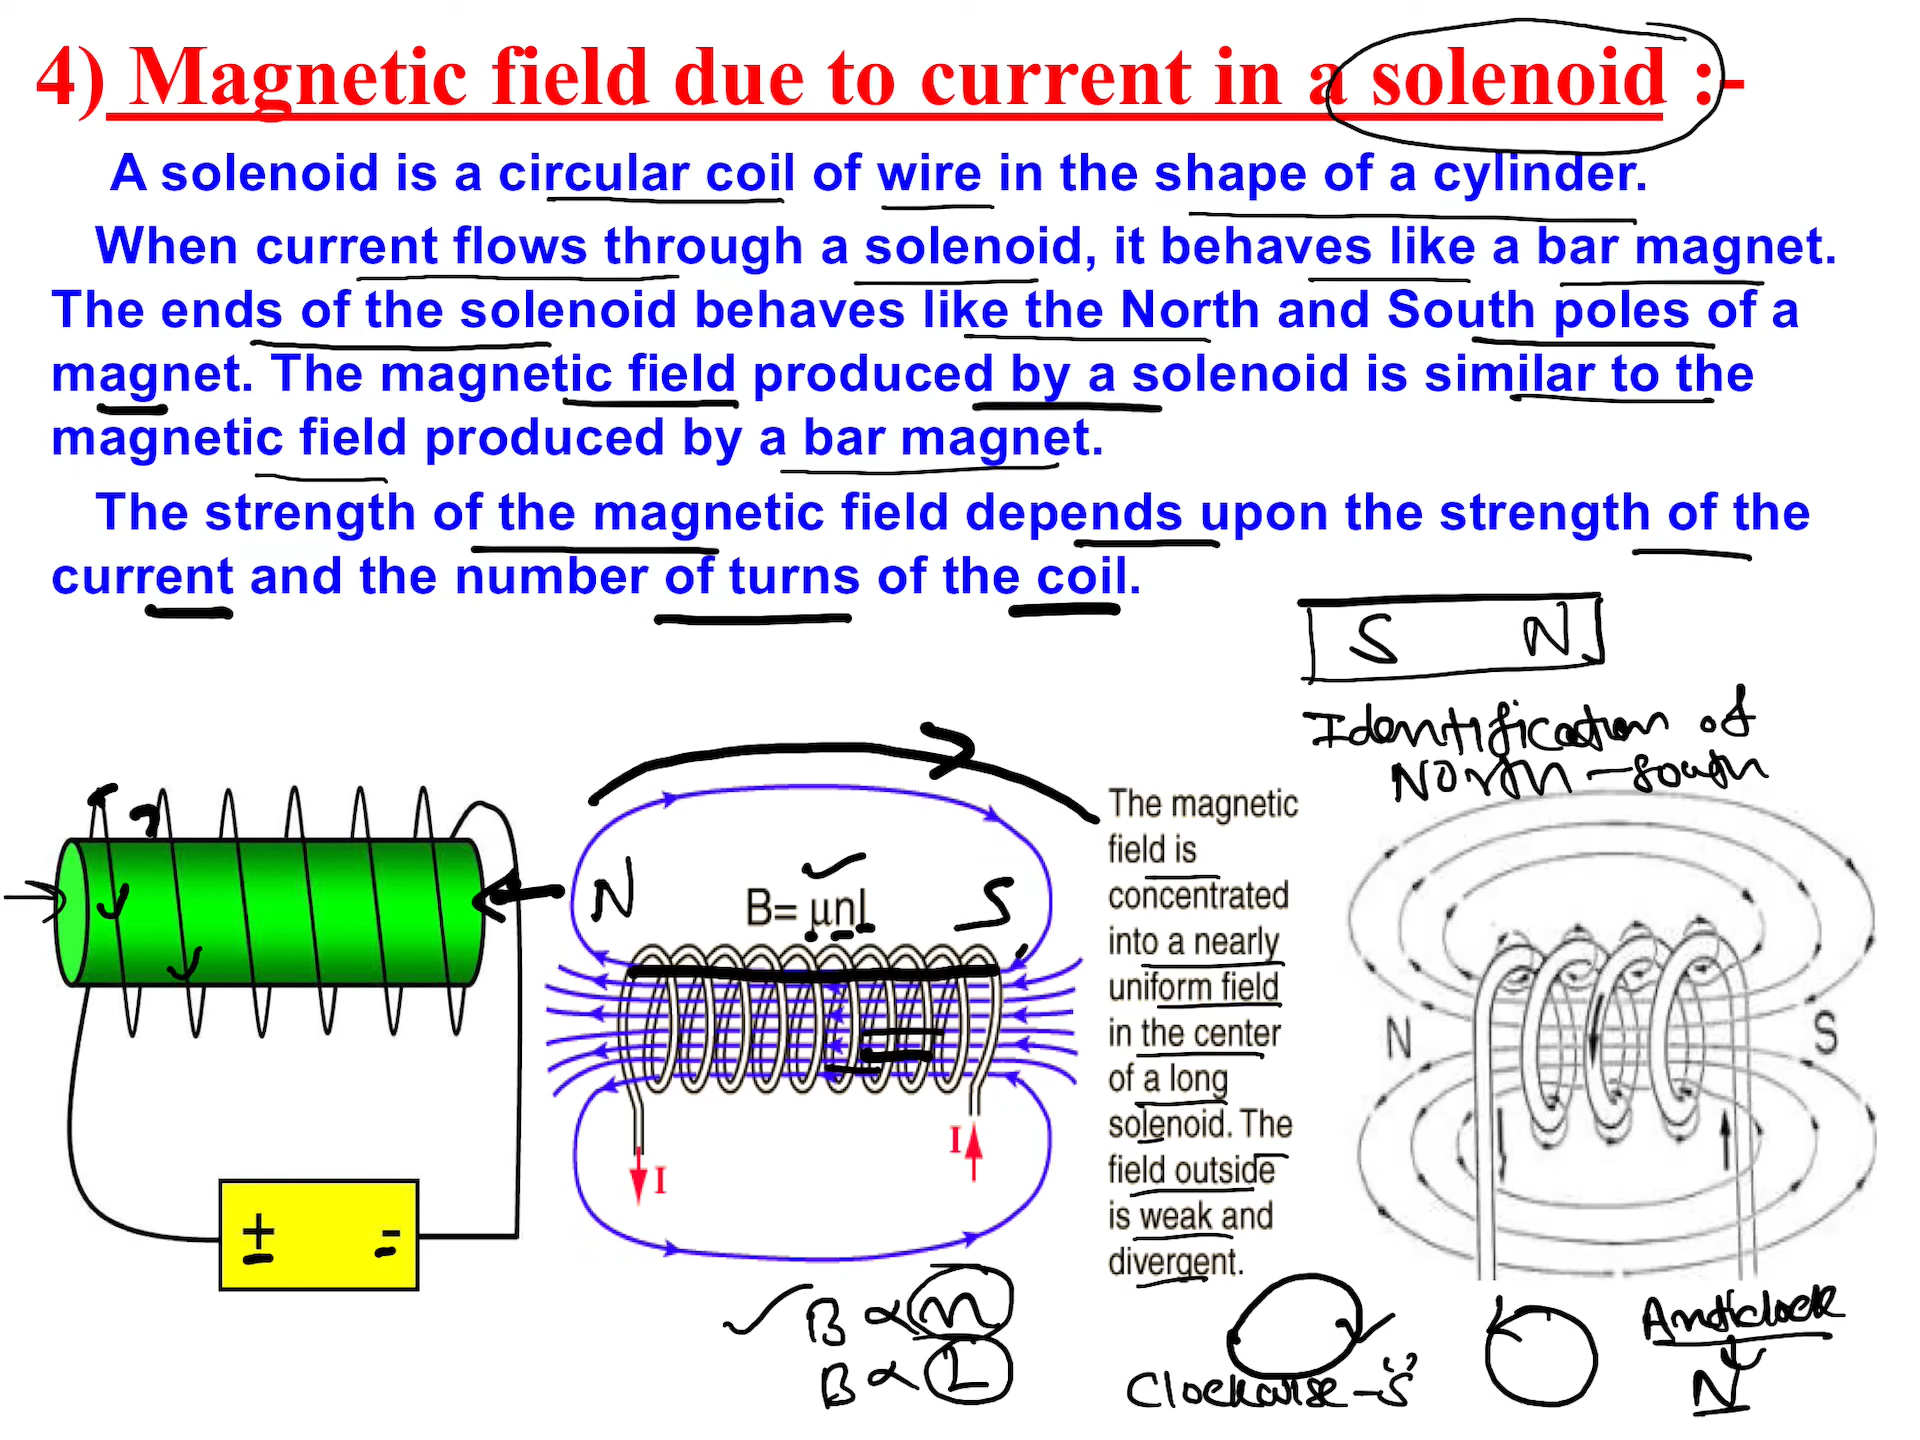 4) Magnetic field due to current in a solenoid :-
A solenoid is a circular coil of wire in the shape of a cylinder.
When current flows through a solenoid, it behaves like a bar magnet.
The ends of the solenoid behaves like the North and South poles of a
magnet. The magnetic field produced by a solenoid is similar to the
magnetic field produced by a bar magnet.
The strength of the magnetic field depends upon the strength of the
current and the number of turns of the coil.
S N
Identification of
North - South
+ -
N S
B= μnI
I I
The magnetic
field is
concentrated
into a nearly
uniform field
in the center
of a long
solenoid. The
field outside
is weak and
divergent.
N S
B ∝ n
B ∝ L
Clockwise - S
Anticlock
N